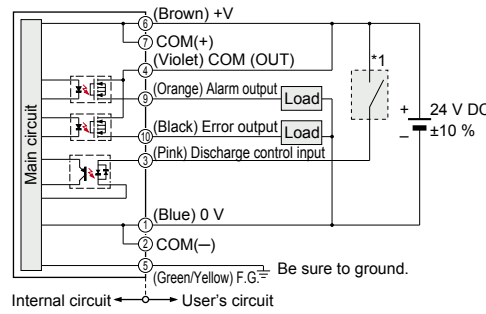 (Brown) +V
6
7 COM(+)
(Violet) COM (OUT)
4
*1
(Orange) Alarm output
9
Load
+ 24 V DC
– ±10 %
(Black) Error output
10
Load
(Pink) Discharge control input
3
Main circuit
(Blue) 0 V
1
2 COM(—)
5
(Green/Yellow) F.G.
Be sure to ground.
Internal circuit
User's circuit